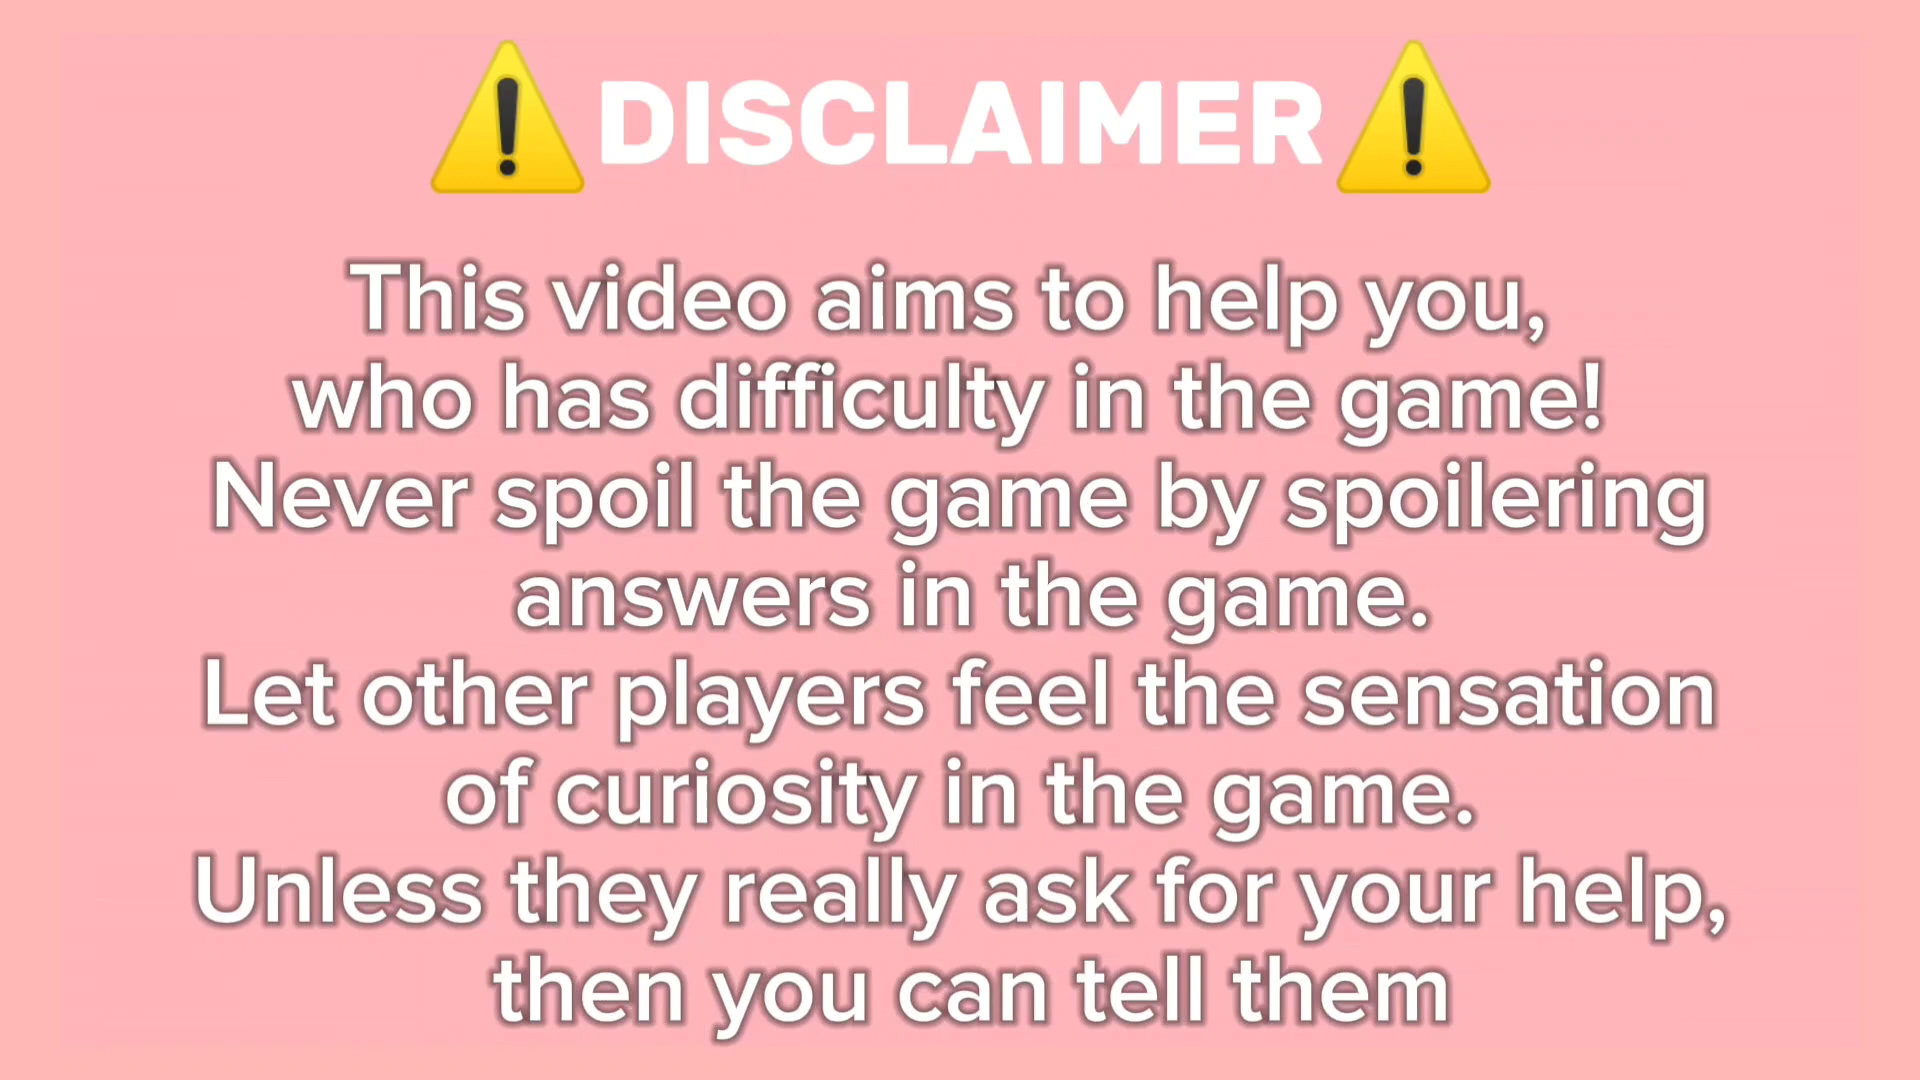 ⚠️DISCLAIMER⚠️
This video aims to help you,
who has difficulty in the game!
Never spoil the game by spoilering
answers in the game.
Let other players feel the sensation
of curiosity in the game.
Unless they really ask for your help,
then you can tell them